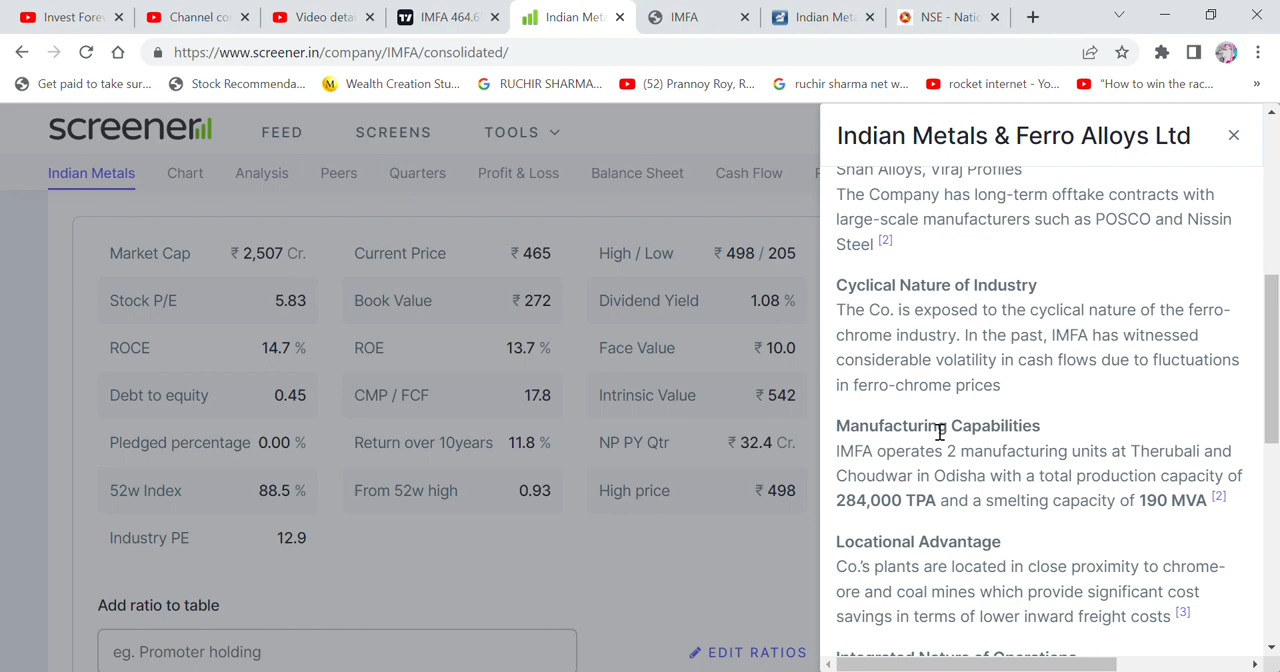 Invest Fore
Channel co
Video detai
IMFA 464.6
Indian Meta
IMFA
Indian Meta
NSE - Natio
https://www.screener.in/company/IMFA/consolidated/
Get paid to take sur...
Stock Recommenda...
Wealth Creation Stu...
RUCHIR SHARMA...
(52) Prannoy Roy, R...
ruchir sharma net w...
rocket internet - Yo...
"How to win the rac...
»
screener
FEED
SCREENS
TOOLS
Indian Metals
Chart
Analysis
Peers
Quarters
Profit & Loss
Balance Sheet
Cash Flow
Market Cap ₹ 2,507 Cr.
Current Price ₹ 465
High / Low ₹ 498 / 205
Stock P/E 5.83
Book Value ₹ 272
Dividend Yield 1.08 %
ROCE 14.7 %
ROE 13.7 %
Face Value ₹ 10.0
Debt to equity 0.45
CMP / FCF 17.8
Intrinsic Value ₹ 542
Pledged percentage 0.00 %
Return over 10years 11.8 %
NP PY Qtr ₹ 32.4 Cr.
52w Index 88.5 %
From 52w high 0.93
High price ₹ 498
Industry PE 12.9
Add ratio to table
eg. Promoter holding
EDIT RATIOS
Indian Metals & Ferro Alloys Ltd
Shah Alloys, Viraj Profiles
The Company has long-term offtake contracts with
large-scale manufacturers such as POSCO and Nissin
Steel [2]
Cyclical Nature of Industry
The Co. is exposed to the cyclical nature of the ferro-
chrome industry. In the past, IMFA has witnessed
considerable volatility in cash flows due to fluctuations
in ferro-chrome prices
Manufacturing Capabilities
IMFA operates 2 manufacturing units at Therubali and
Choudwar in Odisha with a total production capacity of
284,000 TPA and a smelting capacity of 190 MVA [2]
Locational Advantage
Co.'s plants are located in close proximity to chrome-
ore and coal mines which provide significant cost
savings in terms of lower inward freight costs [3]
Integrated Nature of Operations